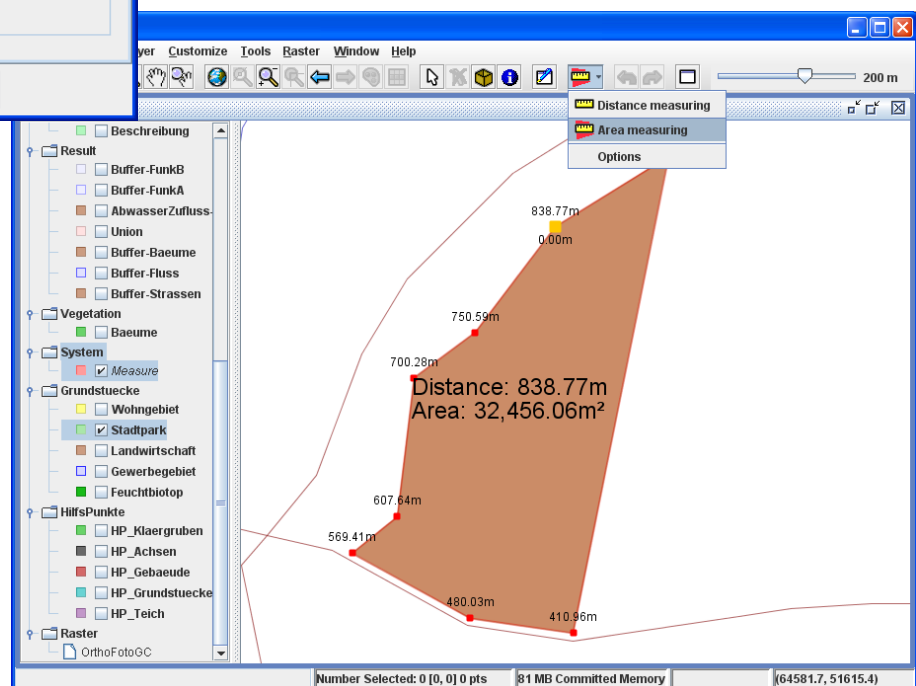 yer Customize Tools Raster Window Help
200 m
Distance measuring
Area measuring
Options
Beschreibung
Result
Buffer-FunkB
Buffer-FunkA
AbwasserZufluss-
Union
Buffer-Baeume
Buffer-Fluss
Buffer-Strassen
Vegetation
Baeume
System
Measure
Grundstuecke
Wohngebiet
Stadtpark
Landwirtschaft
Gewerbegebiet
Feuchtbiotop
HilfsPunkte
HP_Klaergruben
HP_Achsen
HP_Gebaeude
HP_Grundstuecke
HP_Teich
Raster
OrthoFotoGC
838.77m
0.00m
750.59m
700.28m
Distance: 838.77m
Area: 32,456.06m²
607.64m
569.41m
480.03m
410.96m
Number Selected: 0 [0, 0] 0 pts 81 MB Committed Memory (64581.7, 51615.4)